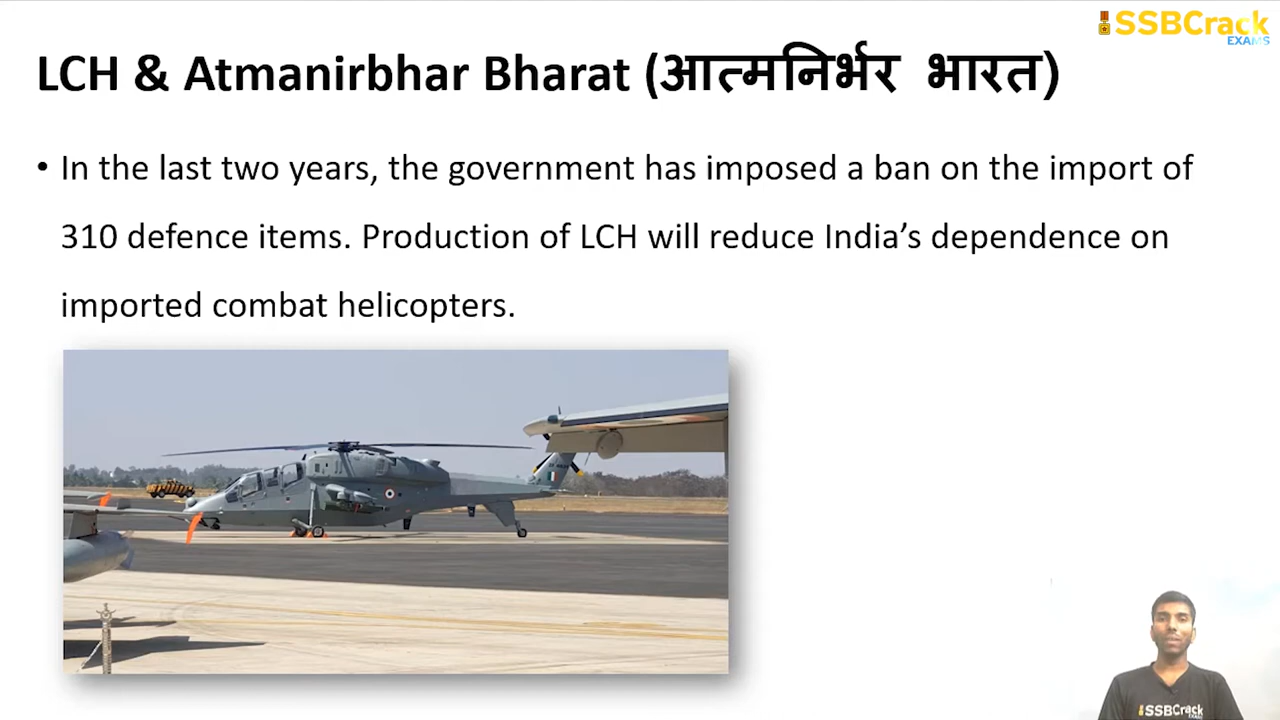 SSBCrack
EXAMS
LCH & Atmanirbhar Bharat (आत्मनिर्भर भारत)
• In the last two years, the government has imposed a ban on the import of
310 defence items. Production of LCH will reduce India’s dependence on
imported combat helicopters.
SSBCrack
EXAMS